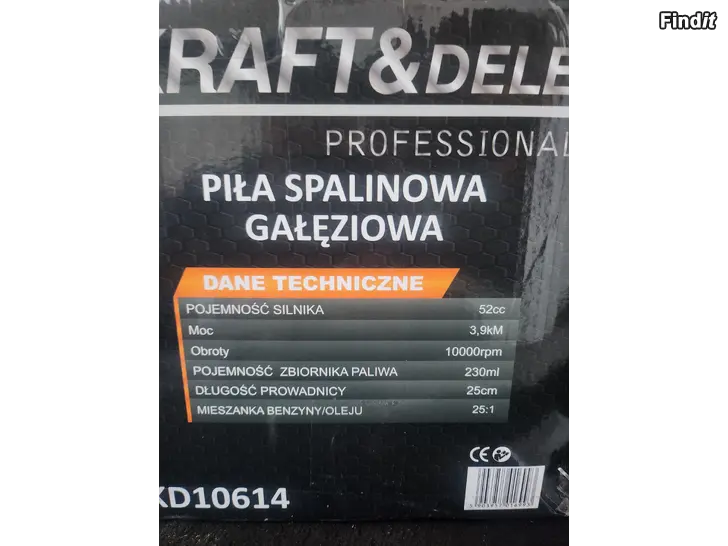 Findit
KRAFT&DELE
PROFESSIONAL
PIŁA SPALINOWA
GAŁĘZIOWA
DANE TECHNICZNE
POJEMNOŚĆ SILNIKA 52cc
Moc 3,9kM
Obroty 10000rpm
POJEMNOŚĆ ZBIORNIKA PALIWA 230ml
DŁUGOŚĆ PROWADNICY 25cm
MIESZANKA BENZYNY/OLEJU 25:1
CE
KD10614